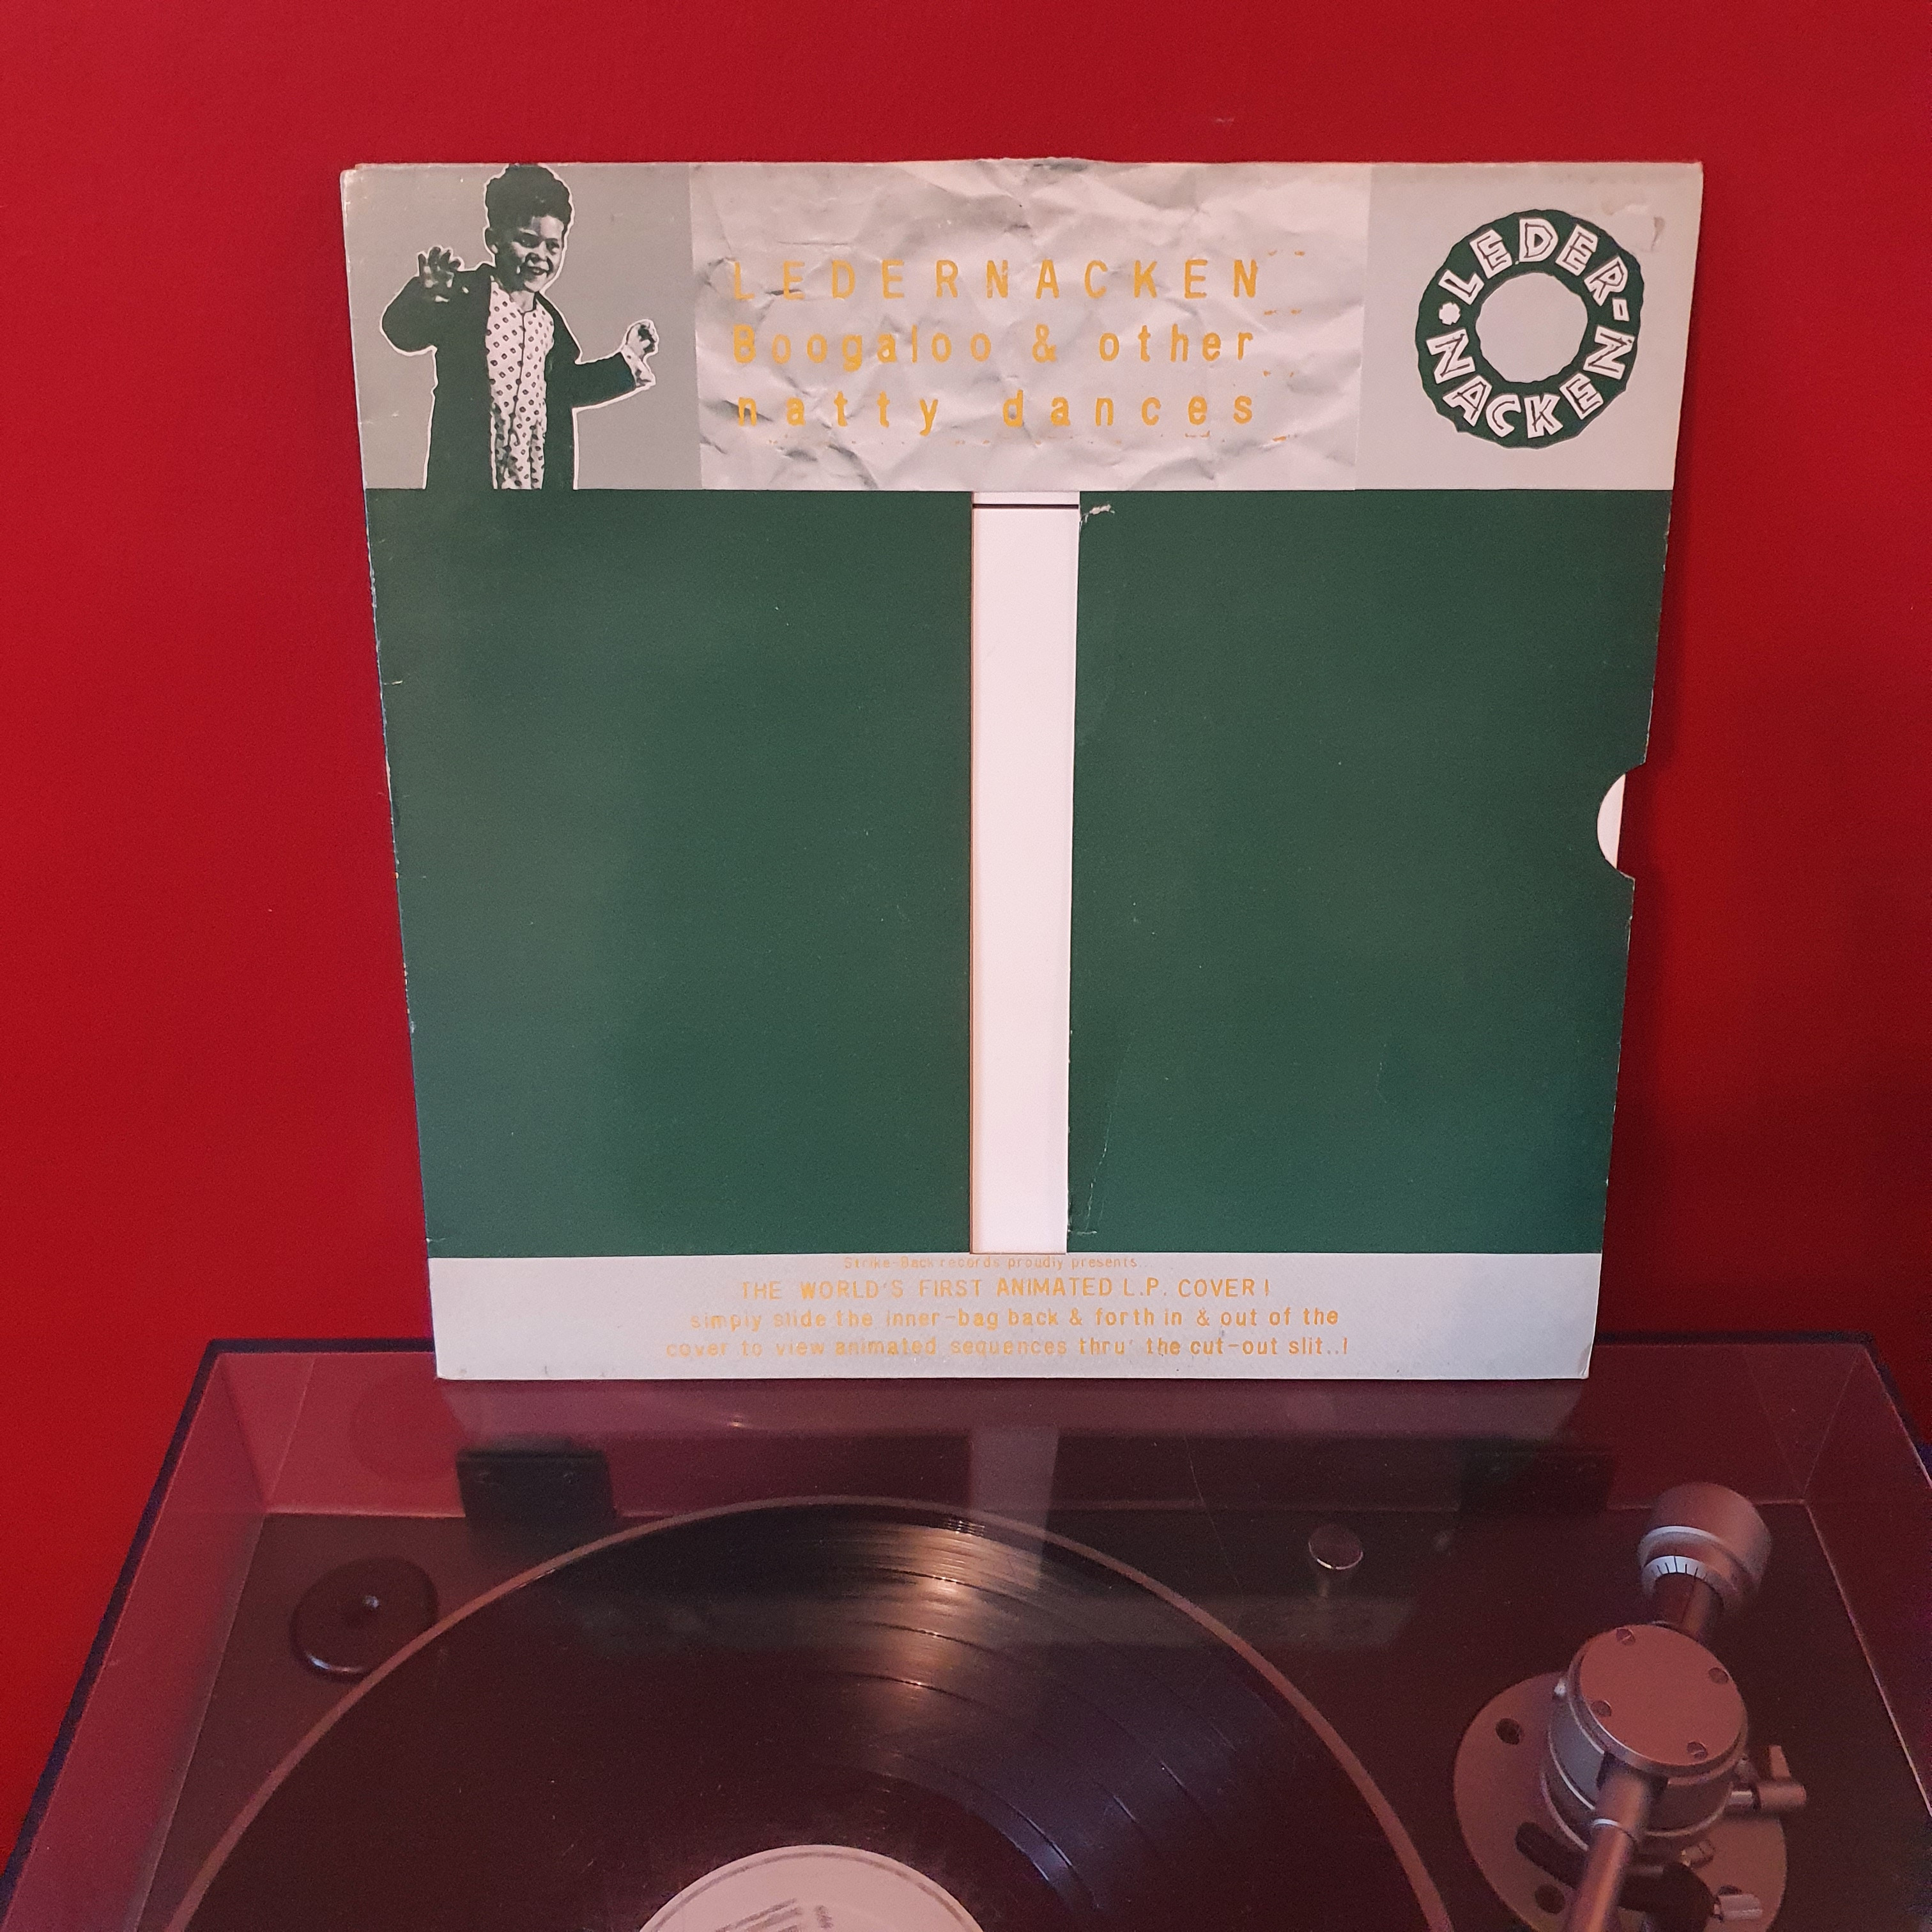 LEDERNACKEN
Boogaloo & other
natty dances
LEDER-NACKEN
Strike-Back records proudly presents...
THE WORLD'S FIRST ANIMATED L.P. COVER!
simply slide the inner-bag back & forth in & out of the
cover to view animated sequences thru' the cut-out slit..!